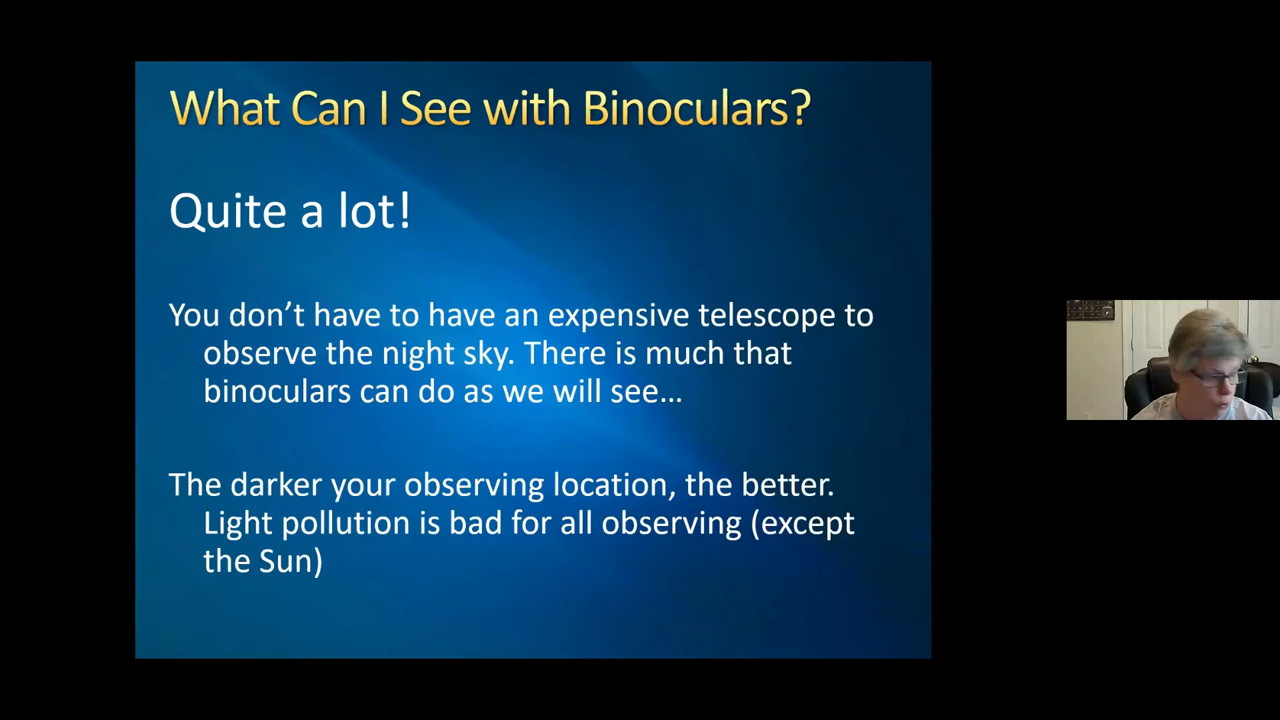 What Can I See with Binoculars?
Quite a lot!
You don’t have to have an expensive telescope to
observe the night sky. There is much that
binoculars can do as we will see…
The darker your observing location, the better.
Light pollution is bad for all observing (except
the Sun)